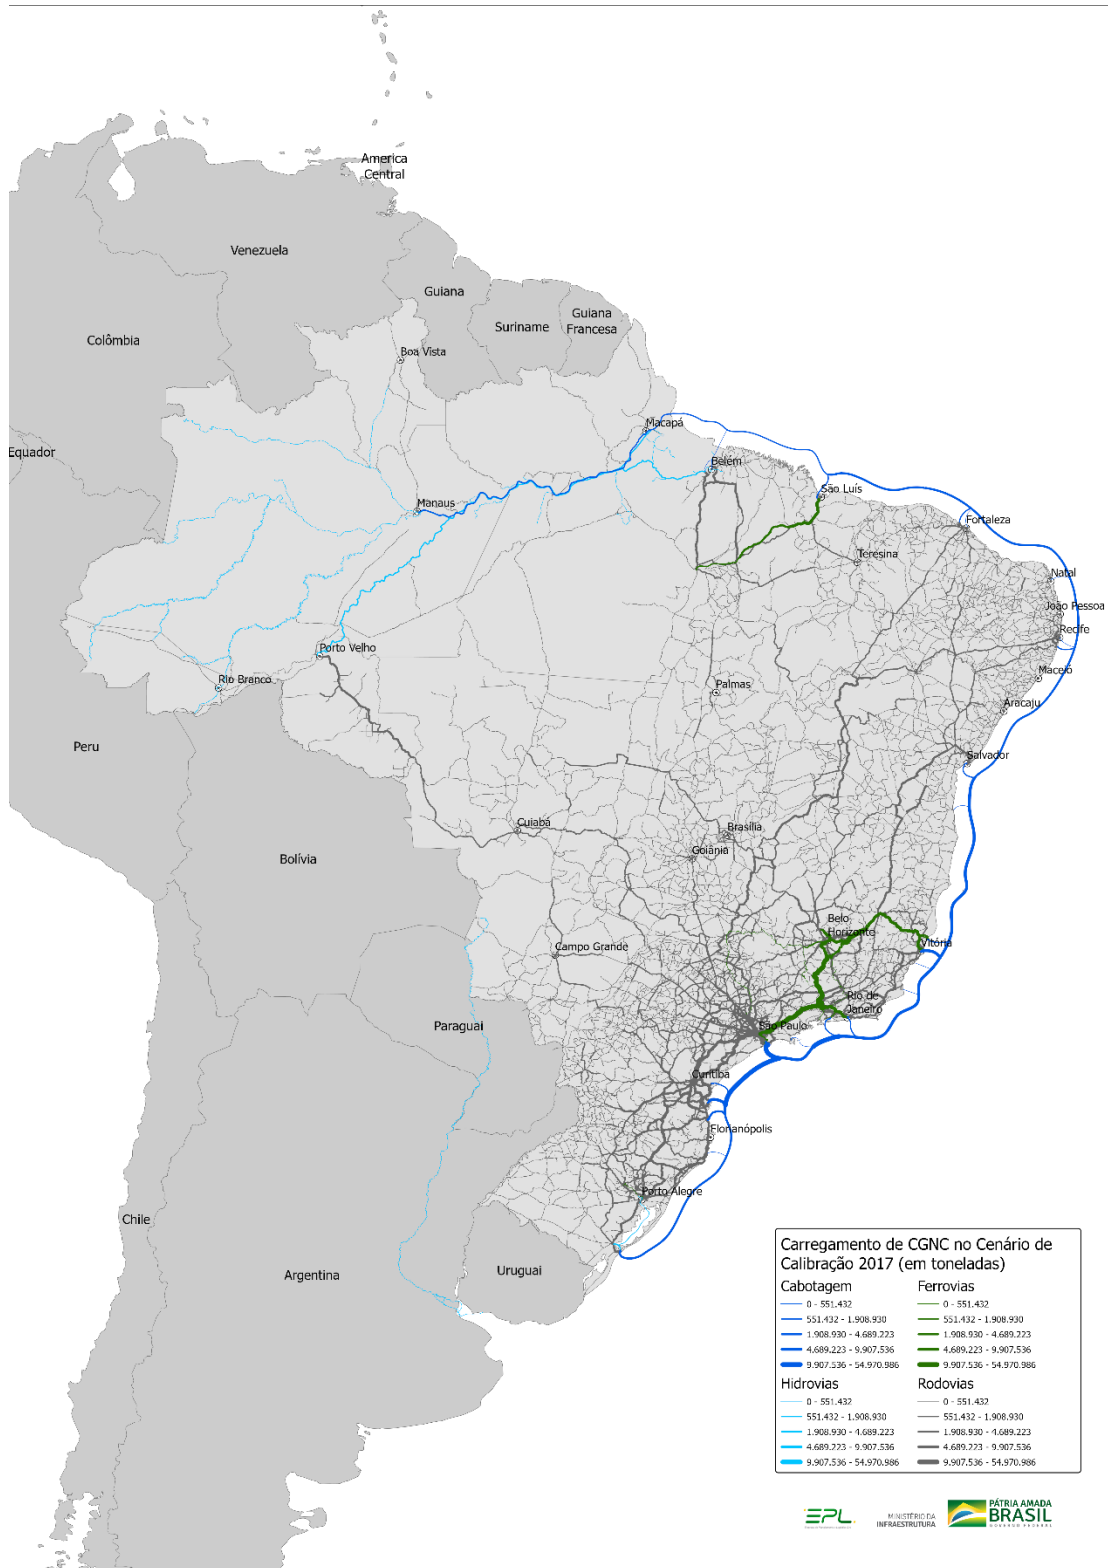 America
Central
Venezuela
Guiana
Suriname
Guiana
Francesa
Colômbia
Boa Vista
Macapá
Equador
Belém
São Luís
Manaus
Fortaleza
Teresina
Natal
João Pessoa
Recife
Porto Velho
Maceió
Rio Branco
Palmas
Aracaju
Peru
Salvador
Cuiabá
Brasília
Goiânia
Bolívia
Belo
Horizonte
Vitória
Campo Grande
Rio de
Janeiro
Paraguai
São Paulo
Curitiba
Florianópolis
Porto Alegre
Chile
Argentina
Uruguai
Carregamento de CGNC no Cenário de
Calibração 2017 (em toneladas)
Cabotagem
0 - 551.432
551.432 - 1.908.930
1.908.930 - 4.689.223
4.689.223 - 9.907.536
9.907.536 - 54.970.986
Ferrovias
0 - 551.432
551.432 - 1.908.930
1.908.930 - 4.689.223
4.689.223 - 9.907.536
9.907.536 - 54.970.986
Hidrovias
0 - 551.432
551.432 - 1.908.930
1.908.930 - 4.689.223
4.689.223 - 9.907.536
9.907.536 - 54.970.986
Rodovias
0 - 551.432
551.432 - 1.908.930
1.908.930 - 4.689.223
4.689.223 - 9.907.536
9.907.536 - 54.970.986
EPL
MINISTÉRIO DA
INFRAESTRUTURA
PÁTRIA AMADA
BRASIL
GOVERNO FEDERAL